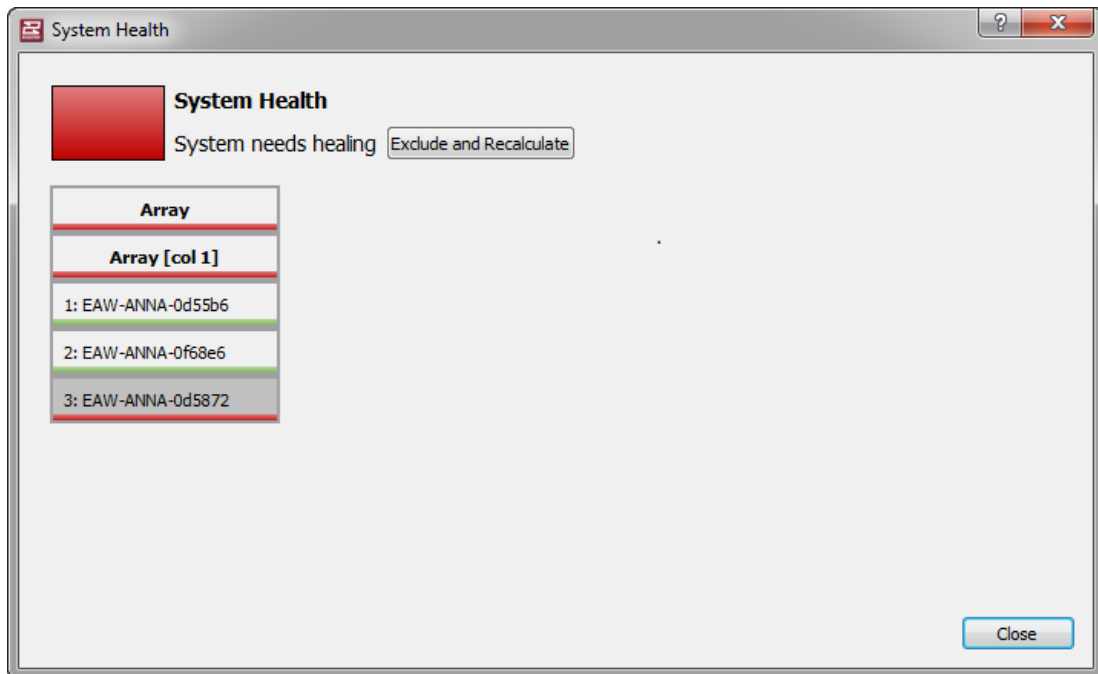 System Health
System Health
System needs healing Exclude and Recalculate
Array
Array [col 1]
1: EAW-ANNA-0d55b6
2: EAW-ANNA-0f68e6
3: EAW-ANNA-0d5872
Close